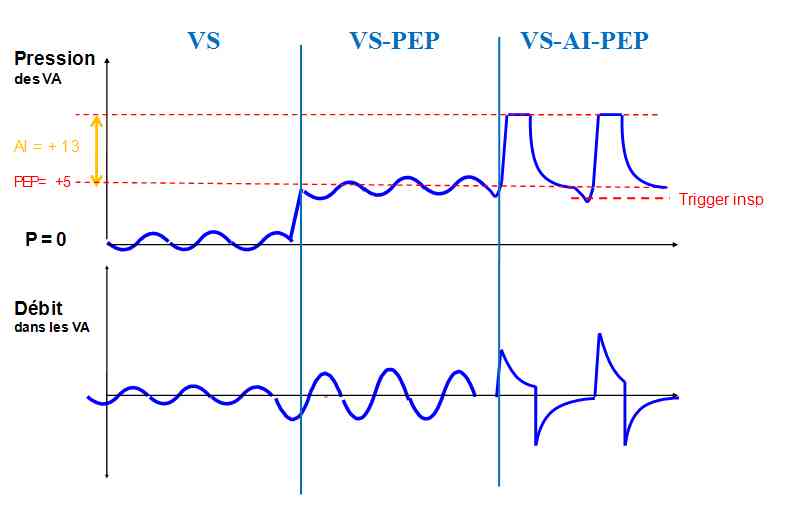 VS
VS-PEP
VS-AI-PEP
Pression
des VA
AI = + 13
PEP= +5
Trigger insp
P = 0
Débit
dans les VA